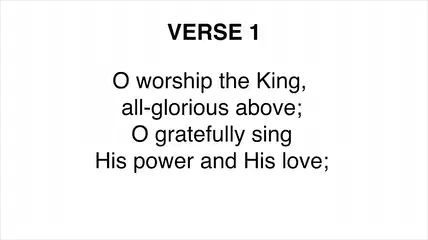 VERSE 1
O worship the King,
all-glorious above;
O gratefully sing
His power and His love;